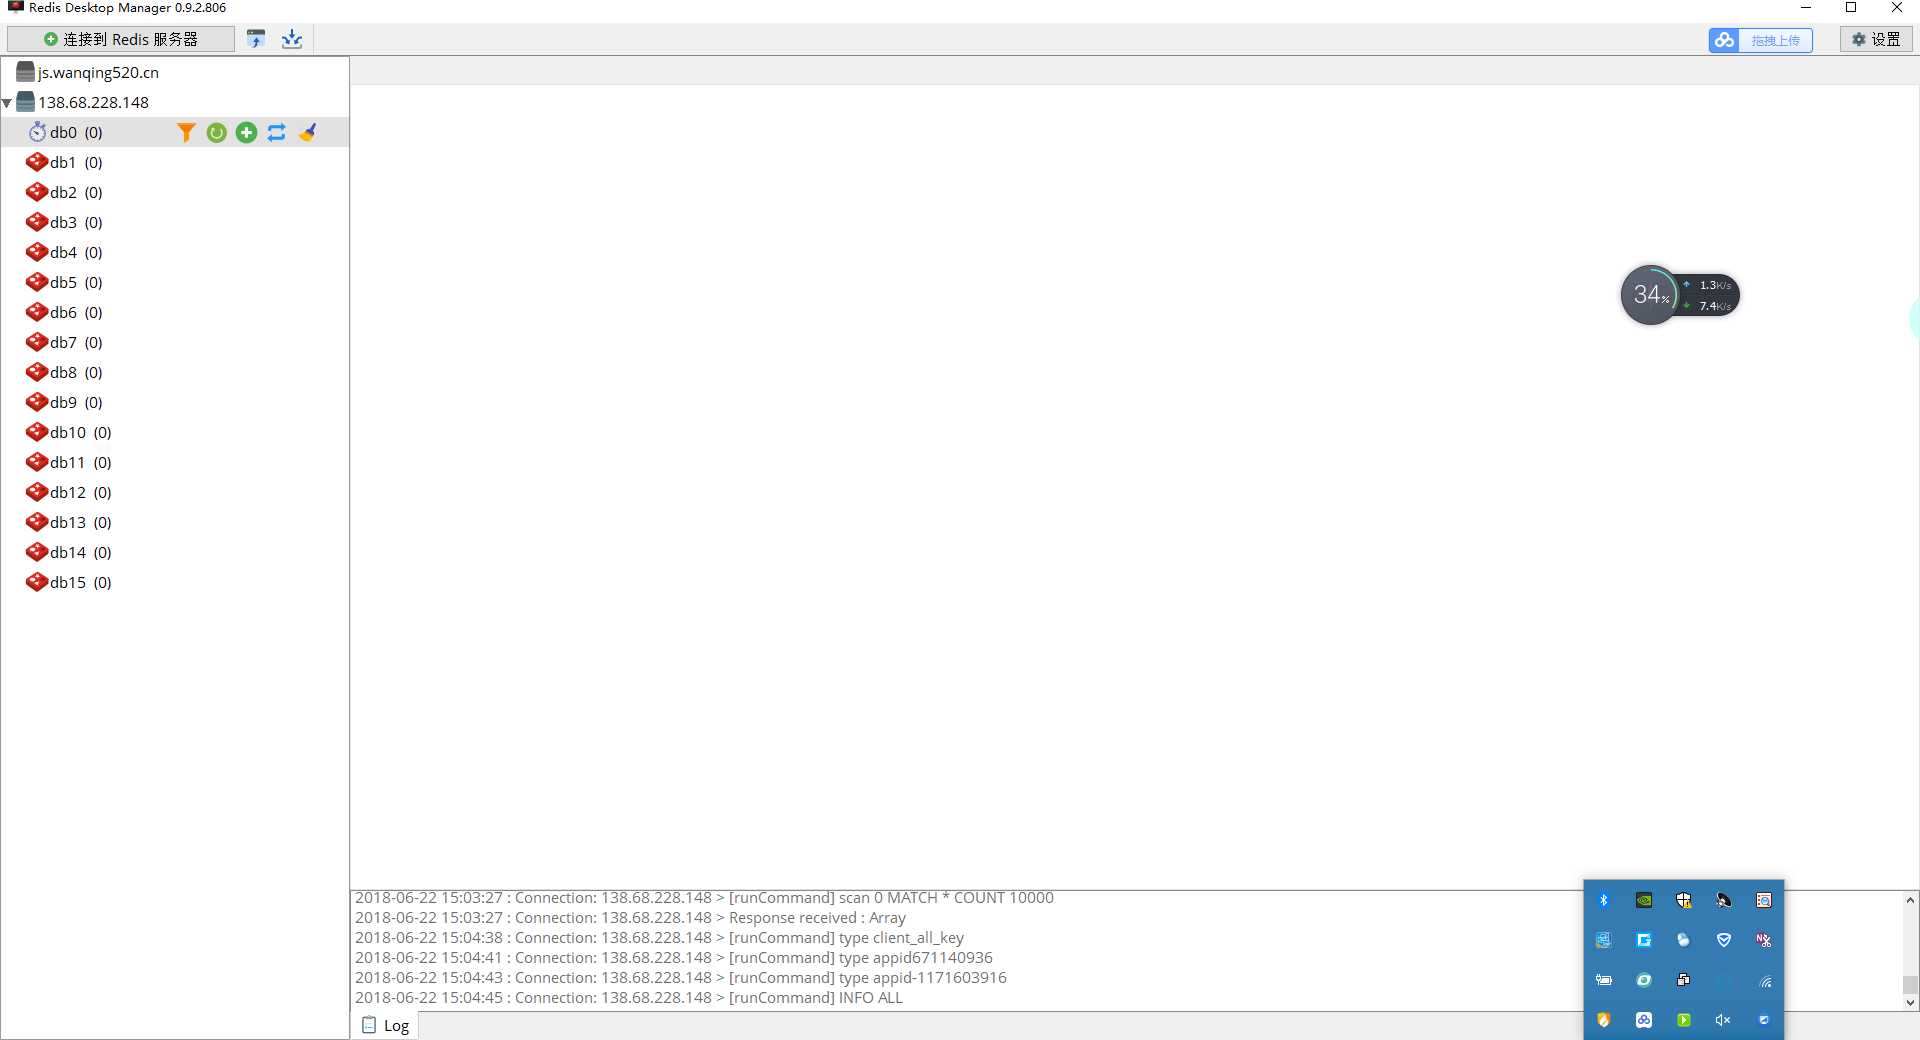 Redis Desktop Manager 0.9.2.806
连接到 Redis 服务器
拖拽上传
设置
js.wanqing520.cn
138.68.228.148
db0 (0)
db1 (0)
db2 (0)
db3 (0)
db4 (0)
db5 (0)
db6 (0)
db7 (0)
db8 (0)
db9 (0)
db10 (0)
db11 (0)
db12 (0)
db13 (0)
db14 (0)
db15 (0)
34%
1.3K/s
7.4K/s
2018-06-22 15:03:27 : Connection: 138.68.228.148 > [runCommand] scan 0 MATCH * COUNT 10000
2018-06-22 15:03:27 : Connection: 138.68.228.148 > Response received : Array
2018-06-22 15:04:38 : Connection: 138.68.228.148 > [runCommand] type client_all_key
2018-06-22 15:04:41 : Connection: 138.68.228.148 > [runCommand] type appid671140936
2018-06-22 15:04:43 : Connection: 138.68.228.148 > [runCommand] type appid-1171603916
2018-06-22 15:04:45 : Connection: 138.68.228.148 > [runCommand] INFO ALL
Log